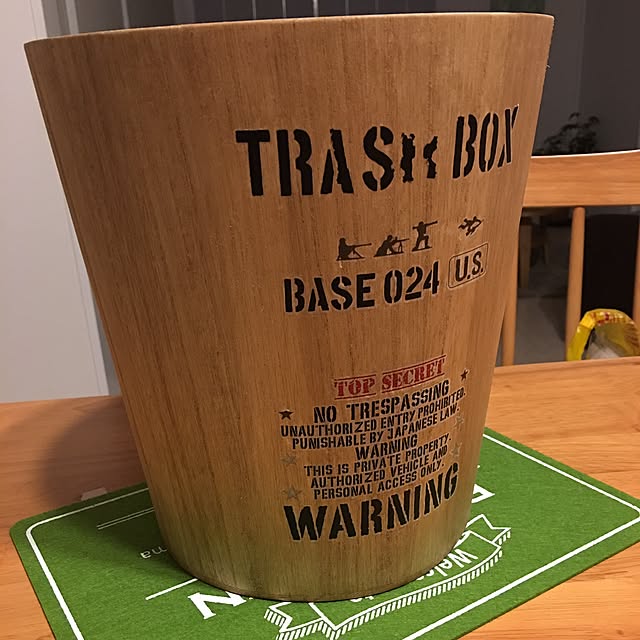 TRASH BOX
BASE 024 U.S.
TOP SECRET
NO TRESPASSING
UNAUTHORIZED ENTRY PROHIBITED.
PUNISHABLE BY JAPANESE LAW.
WARNING
THIS IS PRIVATE PROPERTY.
AUTHORIZED VEHICLE AND
PERSONAL ACCESS ONLY.
WARNING